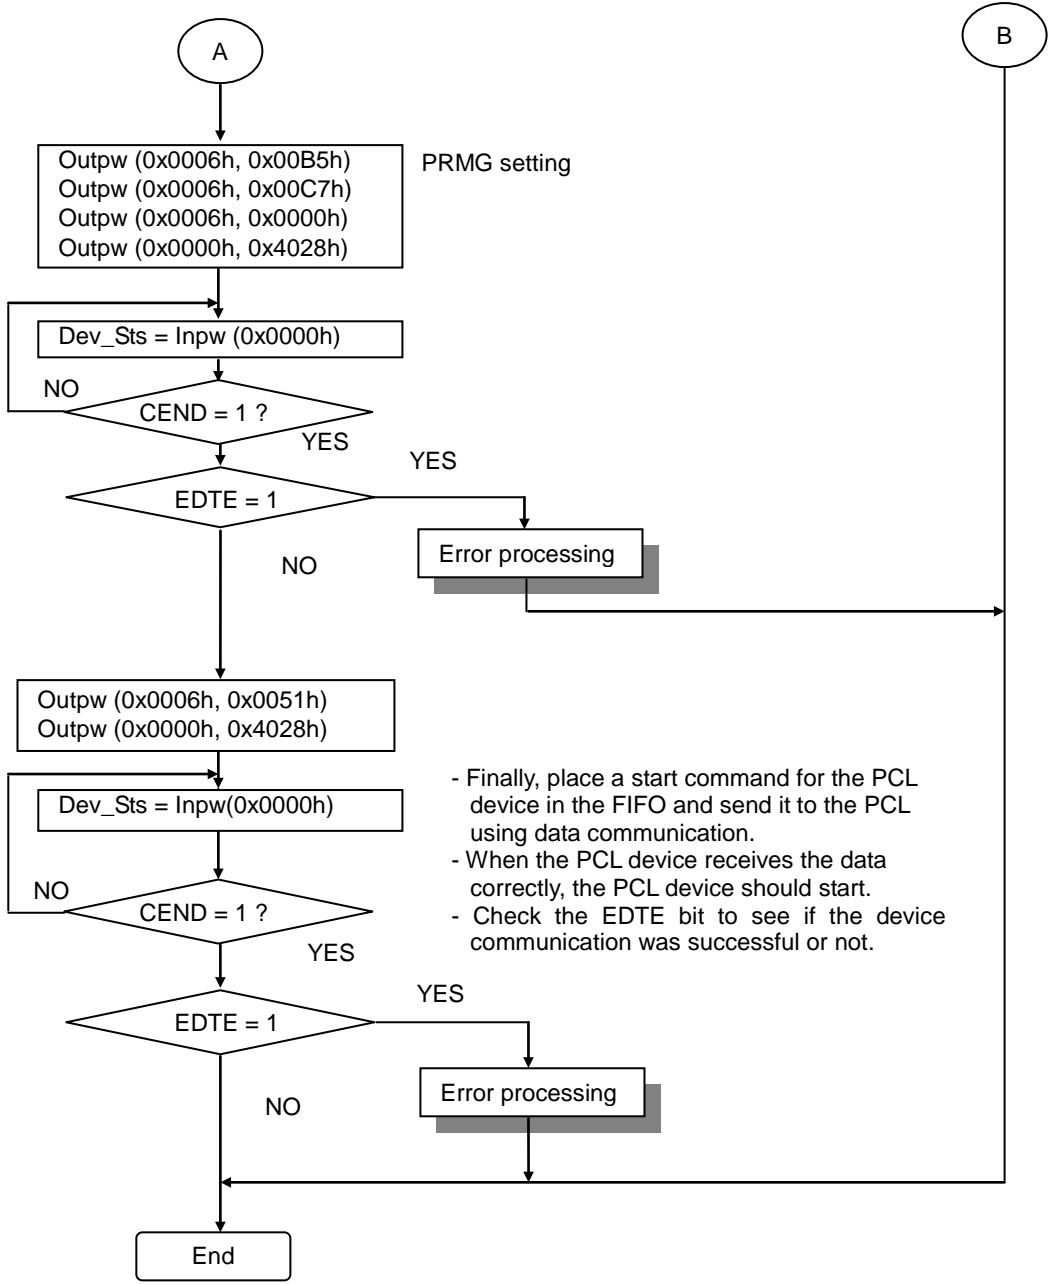 A
B
Outpw (0x0006h, 0x00B5h)
Outpw (0x0006h, 0x00C7h)
Outpw (0x0006h, 0x0000h)
Outpw (0x0000h, 0x4028h)
PRMG setting
Dev_Sts = Inpw (0x0000h)
NO
CEND = 1 ?
YES
YES
EDTE = 1
Error processing
NO
Outpw (0x0006h, 0x0051h)
Outpw (0x0000h, 0x4028h)
Dev_Sts = Inpw(0x0000h)
- Finally, place a start command for the PCL
device in the FIFO and send it to the PCL
using data communication.
- When the PCL device receives the data
correctly, the PCL device should start.
- Check the EDTE bit to see if the device
communication was successful or not.
NO
CEND = 1 ?
YES
YES
EDTE = 1
Error processing
NO
End